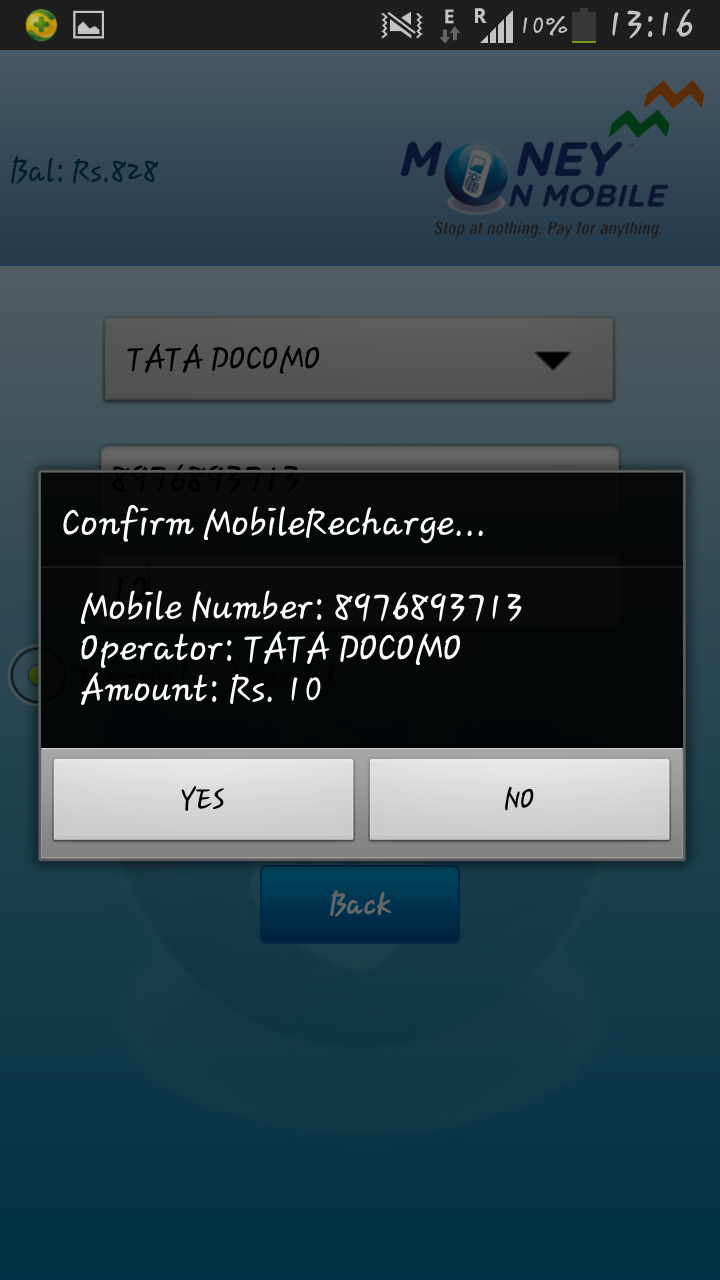 E R 10% 13:16
Bal: Rs.828
MONEY
ON MOBILE
Stop at nothing. Pay for anything.
TATA DOCOMO
8976893713
Confirm MobileRecharge...
10
Mobile Number: 8976893713
Operator: TATA DOCOMO
Amount: Rs. 10
YES NO
Back